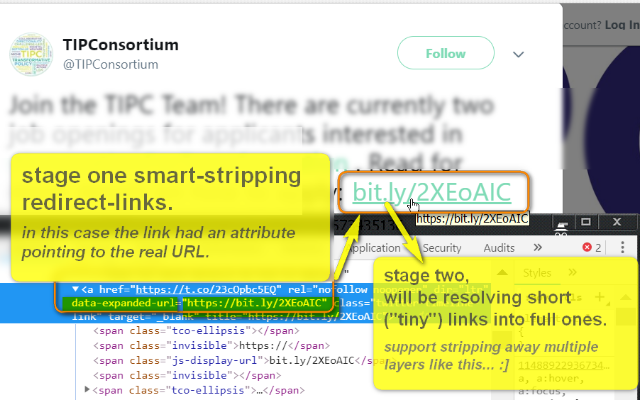 TIPConsortium
@TIPConsortium
Follow
account? Log In
Join the TIPC Team! There are currently two
job openings for applicants interested in
. Read for
bit.ly/2XEoAIC
https://bit.ly/2XEoAIC
stage one smart-stripping
redirect-links.
in this case the link had an attribute
pointing to the real URL.
Application Security Audits » 2
stage two,
will be resolving short
("tiny") links into full ones.
support stripping away multiple
layers like this... :]
Styles »
▼<a href="https://t.co/23cOpbc5EQ" rel="nofollow noopener" dir="ltr"
data-expanded-url="https://bit.ly/2XEoAIC" class=
link" target="_blank" title="https://bit.ly/2XEoAIC"
<span class="tco-ellipsis"></span>
<span class="invisible">https://</span>
<span class="js-display-url">bit.ly/2XEoAIC</span>
<span class="invisible"></span>
▶<span class="tco-ellipsis">…</span>
a, a:hover,
a:focus,